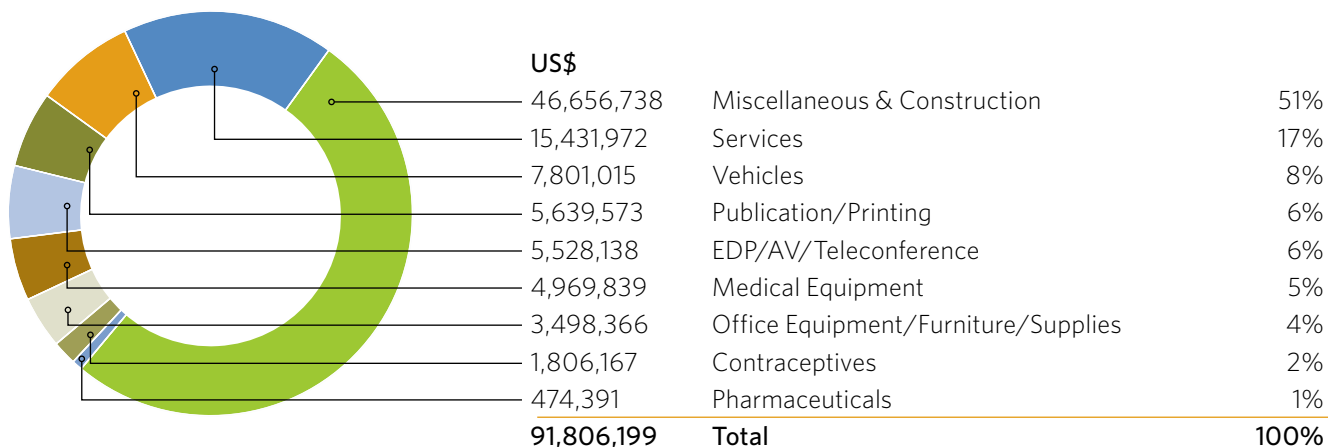 US$
46,656,738 Miscellaneous & Construction 51%
15,431,972 Services 17%
7,801,015 Vehicles 8%
5,639,573 Publication/Printing 6%
5,528,138 EDP/AV/Teleconference 6%
4,969,839 Medical Equipment 5%
3,498,366 Office Equipment/Furniture/Supplies 4%
1,806,167 Contraceptives 2%
474,391 Pharmaceuticals 1%
91,806,199 Total 100%